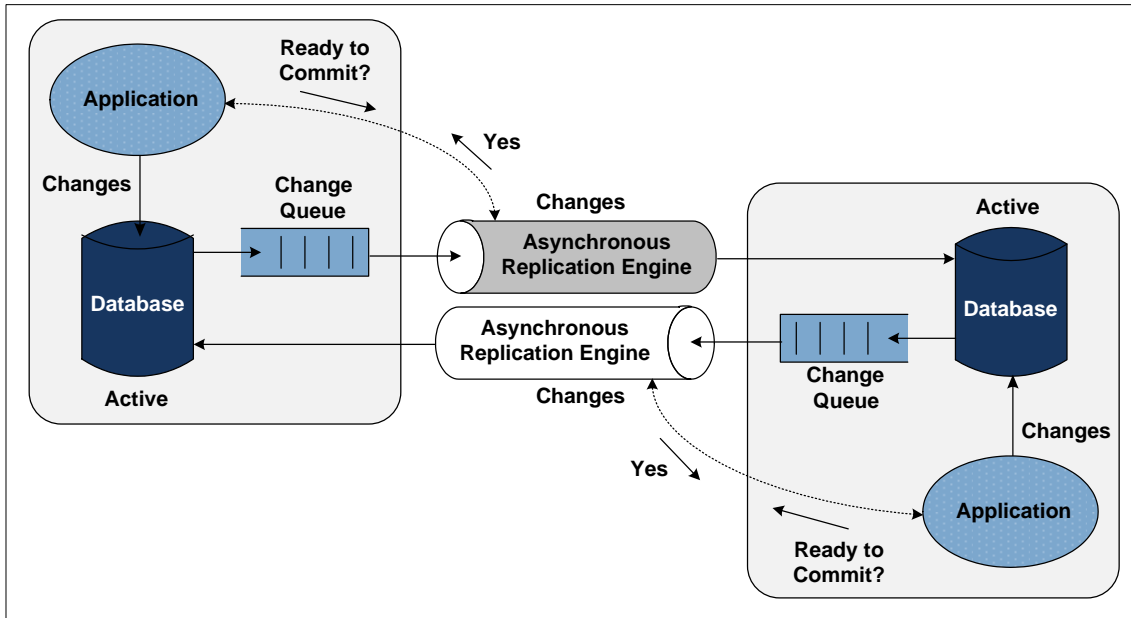 Ready to
Commit?
Application
Yes
Changes
Change
Queue
Changes
Active
Asynchronous
Replication Engine
Database
Database
Asynchronous
Replication Engine
Active
Changes
Change
Queue
Changes
Yes
Application
Ready to
Commit?